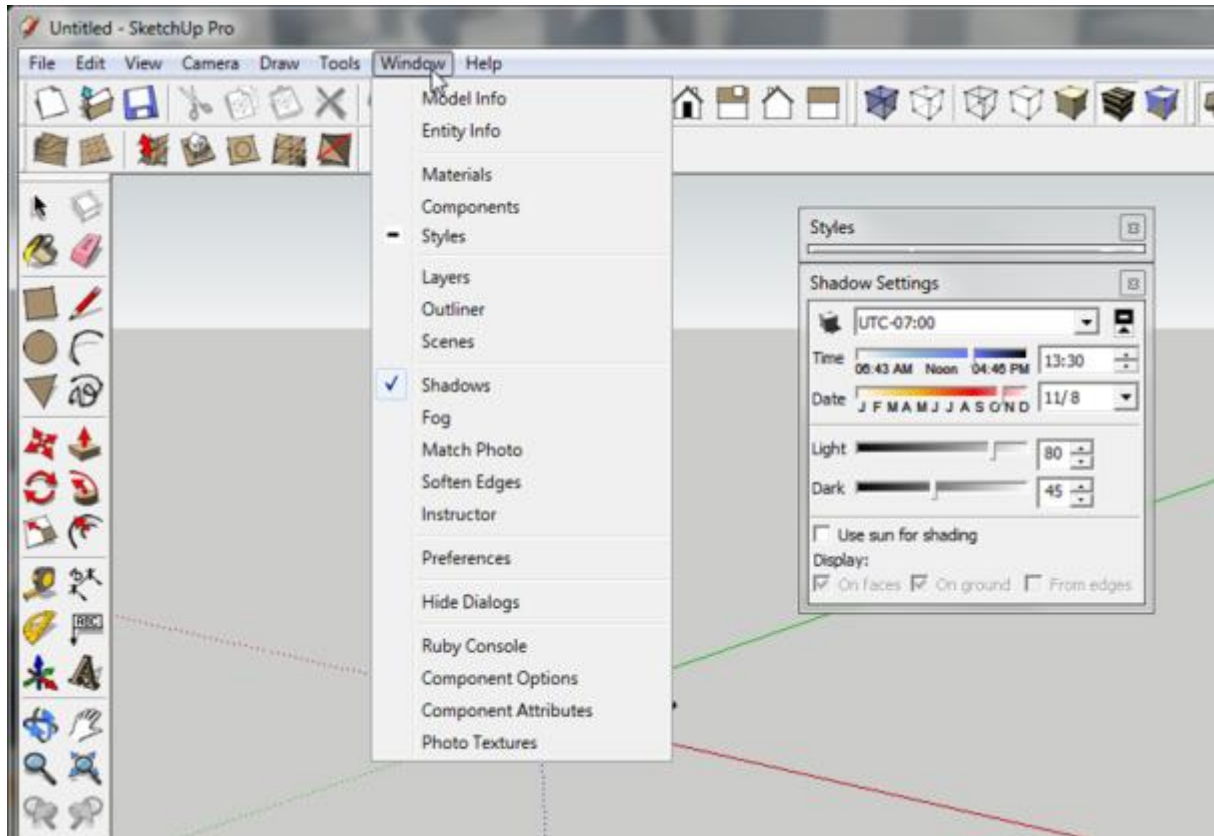 Untitled - SketchUp Pro
File Edit View Camera Draw Tools Window Help
Model Info
Entity Info
Materials
Components
Styles
Layers
Outliner
Scenes
Shadows
Fog
Match Photo
Soften Edges
Instructor
Preferences
Hide Dialogs
Ruby Console
Component Options
Component Attributes
Photo Textures
ABC
Styles
Shadow Settings
UTC-07:00
Time 06:43 AM Noon 04:46 PM 13:30
Date J F M A M J J A S O N D 11/8
Light 80
Dark 45
Use sun for shading
Display:
On faces On ground From edges